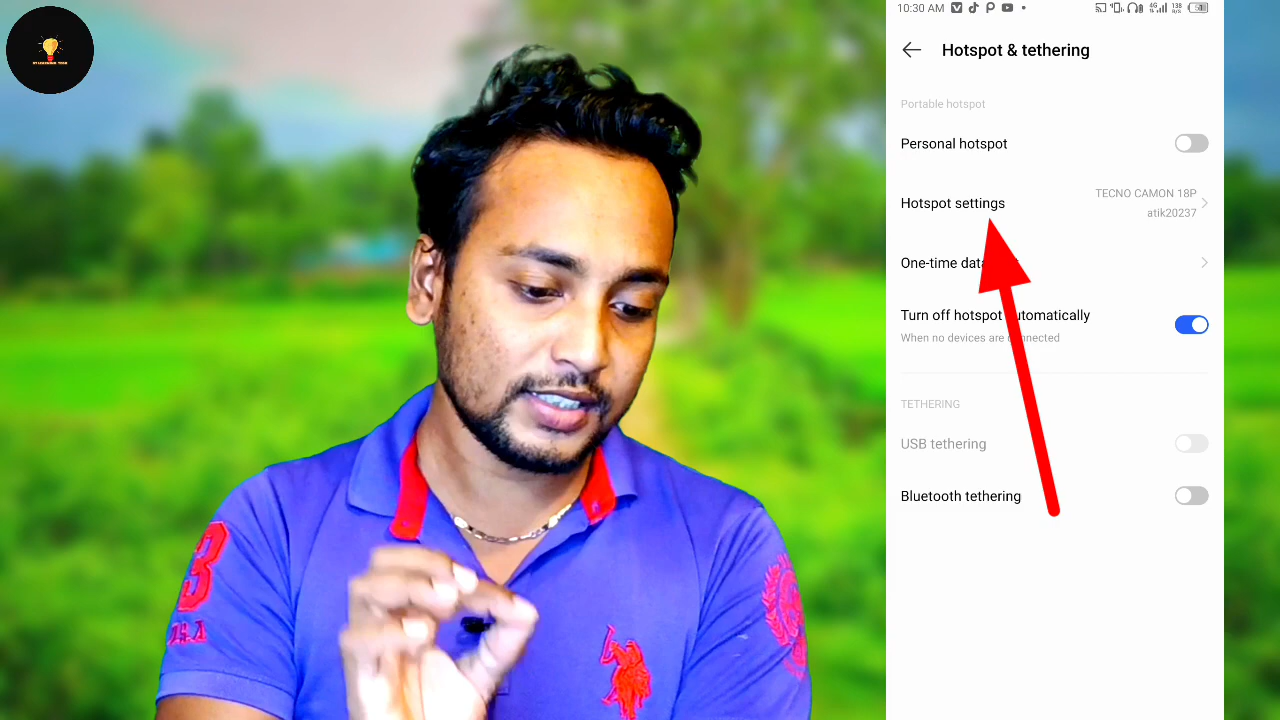 10:30 AM
Hotspot & tethering
Portable hotspot
Personal hotspot
Hotspot settings
TECNO CAMON 18P
atik20237
One-time data
Turn off hotspot automatically
When no devices are connected
TETHERING
USB tethering
Bluetooth tethering
3